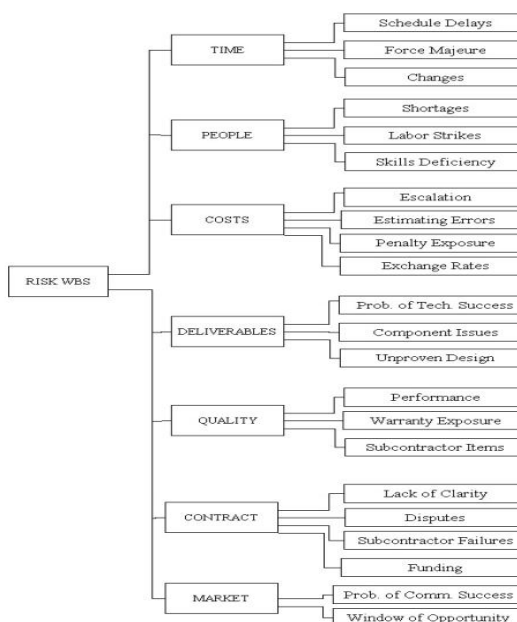 RISK WBS
TIME
Schedule Delays
Force Majeure
Changes
PEOPLE
Shortages
Labor Strikes
Skills Deficiency
COSTS
Escalation
Estimating Errors
Penalty Exposure
Exchange Rates
DELIVERABLES
Prob. of Tech. Success
Component Issues
Unproven Design
QUALITY
Performance
Warranty Exposure
Subcontractor Items
CONTRACT
Lack of Clarity
Disputes
Subcontractor Failures
Funding
MARKET
Prob. of Comm. Success
Window of Opportunity